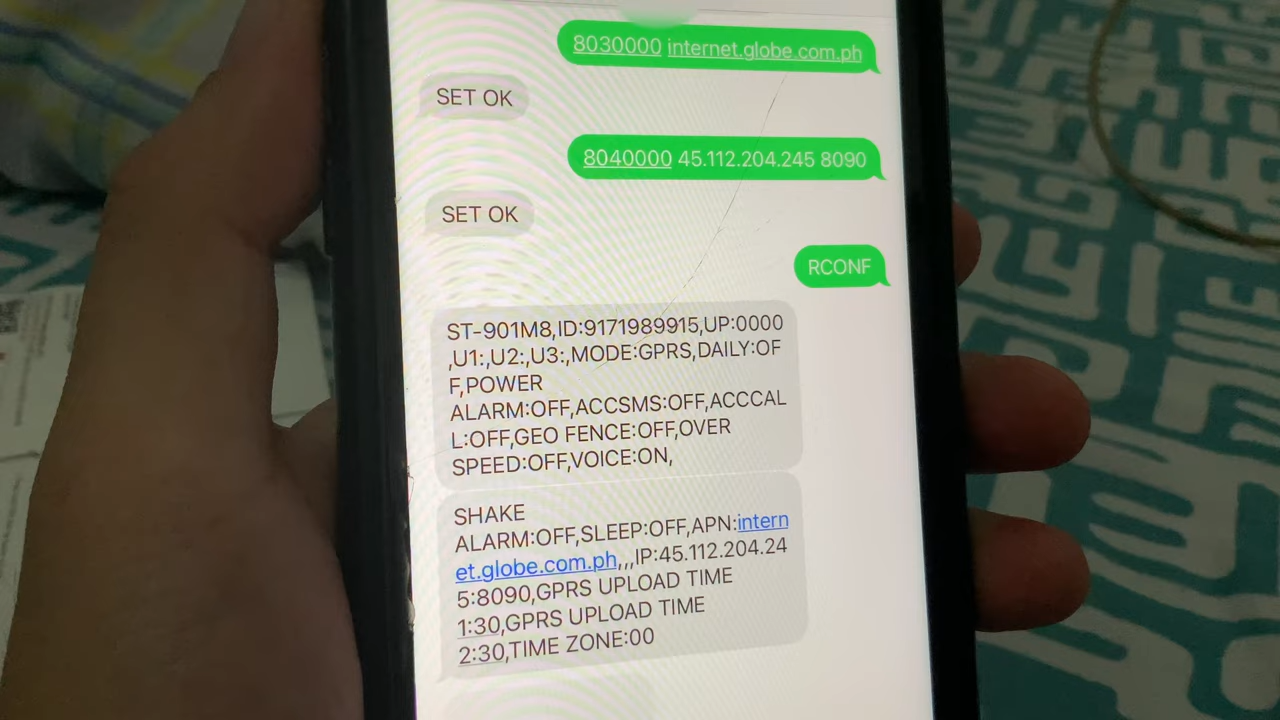 8030000 internet.globe.com.ph
SET OK
8040000 45.112.204.245 8090
SET OK
RCONF
ST-901M8,ID:9171989915,UP:0000
,U1:,U2:,U3:,MODE:GPRS,DAILY:OF
F,POWER
ALARM:OFF,ACCSMS:OFF,ACCCAL
L:OFF,GEO FENCE:OFF,OVER
SPEED:OFF,VOICE:ON,
SHAKE
ALARM:OFF,SLEEP:OFF,APN:intern
et.globe.com.ph,,,IP:45.112.204.24
5:8090,GPRS UPLOAD TIME
1:30,GPRS UPLOAD TIME
2:30,TIME ZONE:00